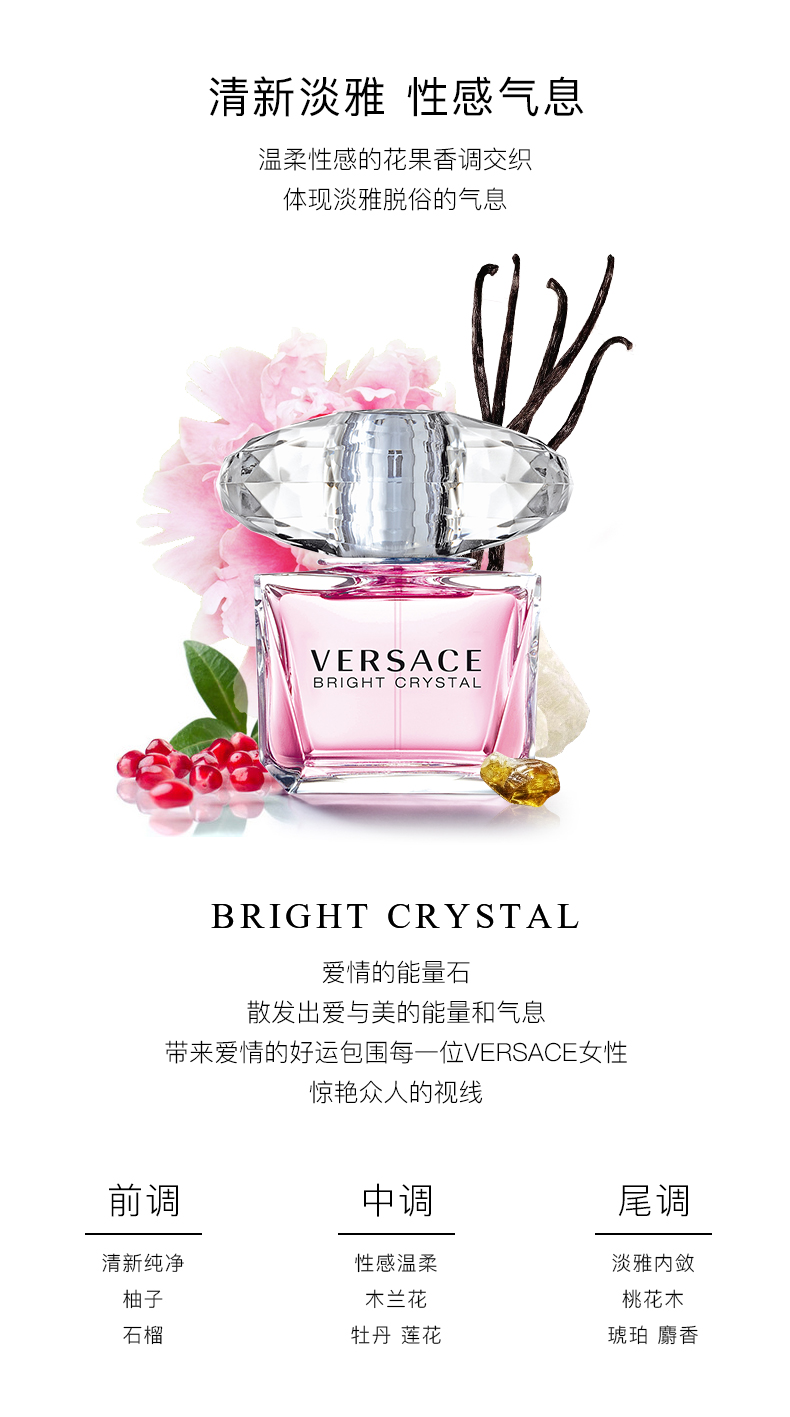 清新淡雅 性感气息
温柔性感的花果香调交织
体现淡雅脱俗的气息
VERSACE
BRIGHT CRYSTAL
BRIGHT CRYSTAL
爱情的能量石
散发出爱与美的能量和气息
带来爱情的好运包围每一位VERSACE女性
惊艳众人的视线
前调
清新纯净
柚子
石榴
中调
性感温柔
木兰花
牡丹 莲花
尾调
淡雅内敛
桃花木
琥珀 麝香